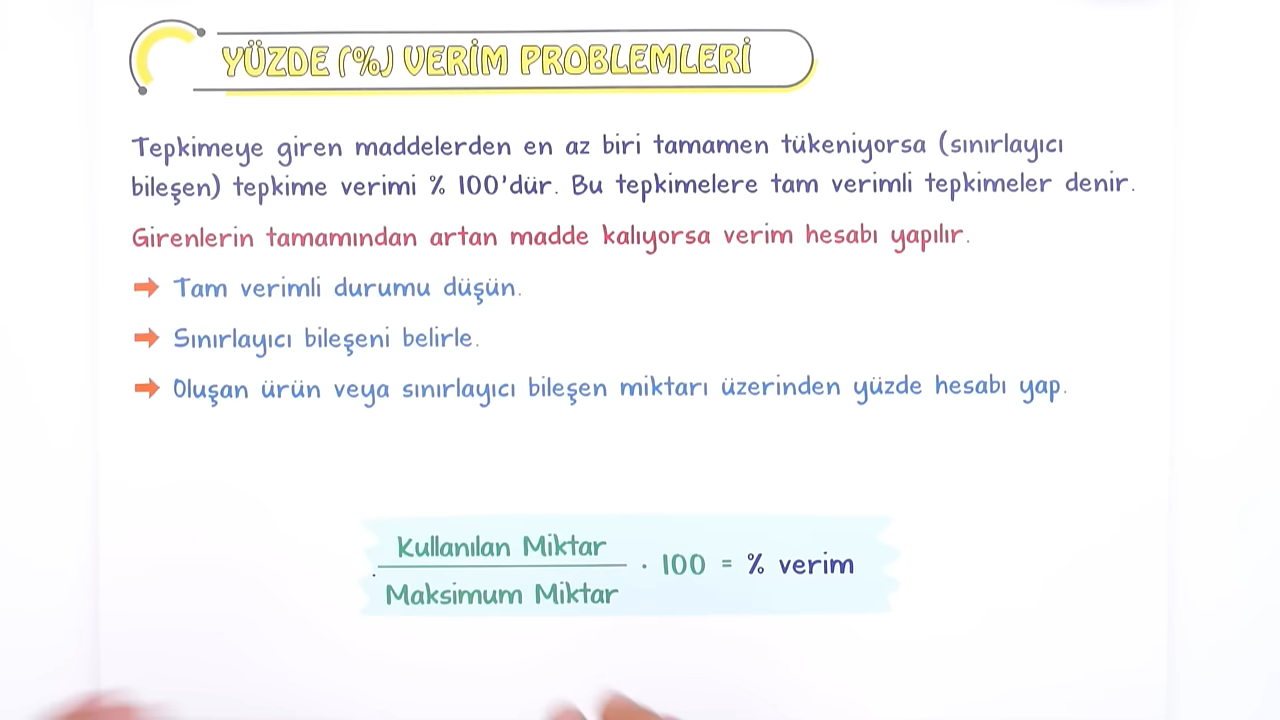 YÜZDE (%) VERİM PROBLEMLERİ
Tepkimeye giren maddelerden en az biri tamamen tükeniyorsa (sınırlayıcı
bileşen) tepkime verimi % 100'dür. Bu tepkimelere tam verimli tepkimeler denir.
Girenlerin tamamından artan madde kalıyorsa verim hesabı yapılır.
➡ Tam verimli durumu düşün.
➡ Sınırlayıcı bileşeni belirle.
➡ Oluşan ürün veya sınırlayıcı bileşen miktarı üzerinden yüzde hesabı yap.
Kullanılan Miktar
Maksimum Miktar
· 100 = % verim